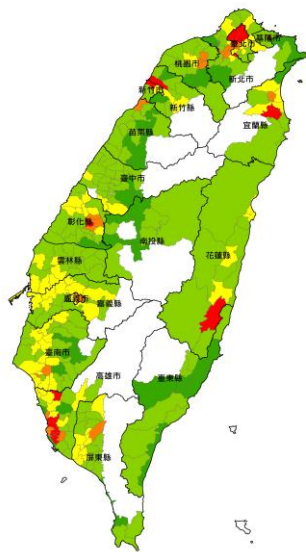 基隆市
臺北市
桃園市
新北市
新竹市
新竹縣
宜蘭縣
苗栗縣
臺中市
彰化縣
南投縣
花蓮縣
雲林縣
嘉義市
嘉義縣
臺南市
高雄市
臺東縣
屏東縣